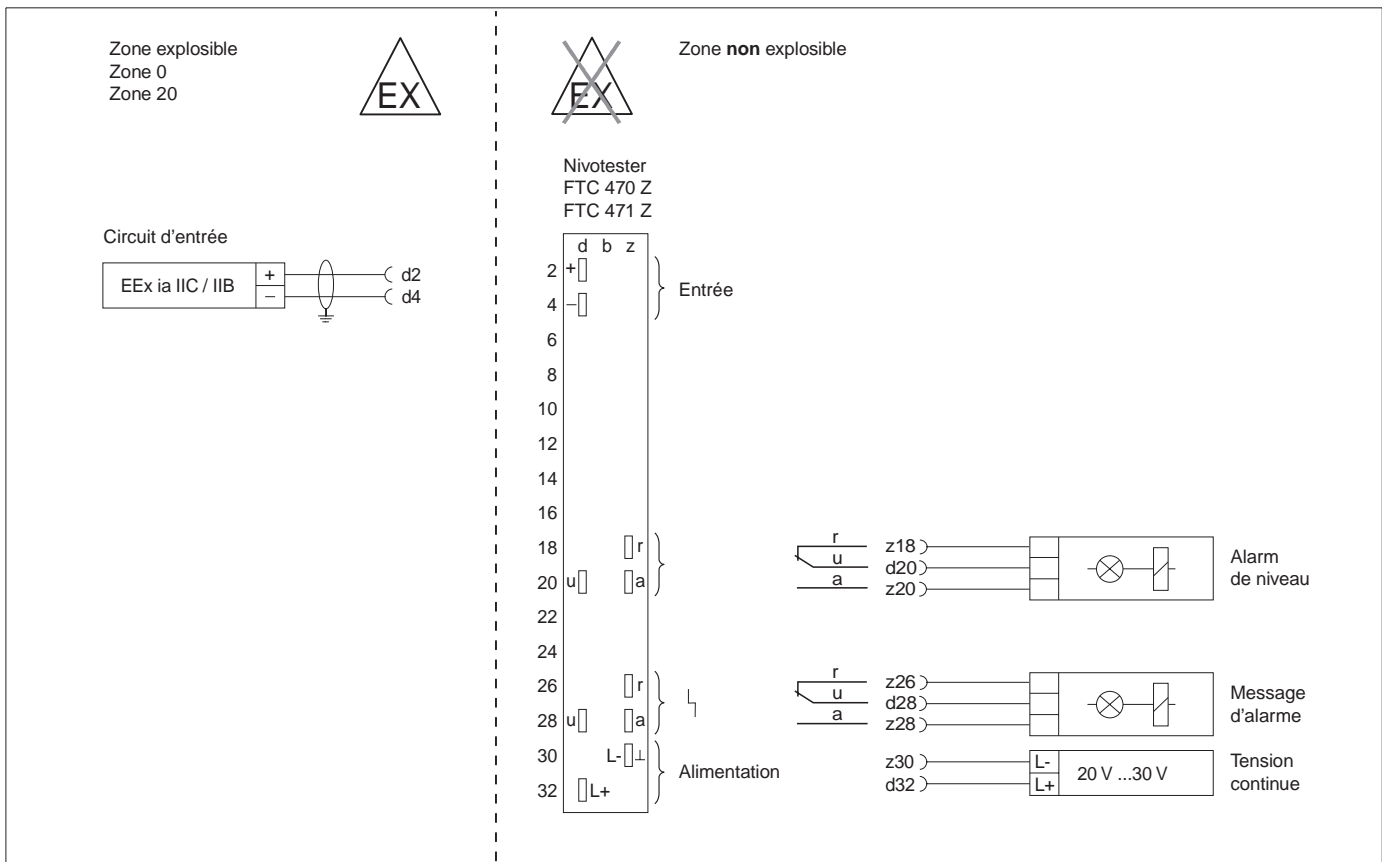 Zone explosible
Zone 0
Zone 20
EX
EX
Zone non explosible
Nivotester
FTC 470 Z
FTC 471 Z
Circuit d'entrée
EEx ia IIC / IIB
+
–
d2
d4
d b z
2 +
4 –
Entrée
6
8
10
12
14
16
18 r
20 u a
22
24
26 r
28 u a
30 L- ⊥
32 L+
Alimentation
r z18
u d20
a z20
Alarm
de niveau
r z26
u d28
a z28
Message
d'alarme
z30 L-
d32 L+
20 V ...30 V
Tension
continue